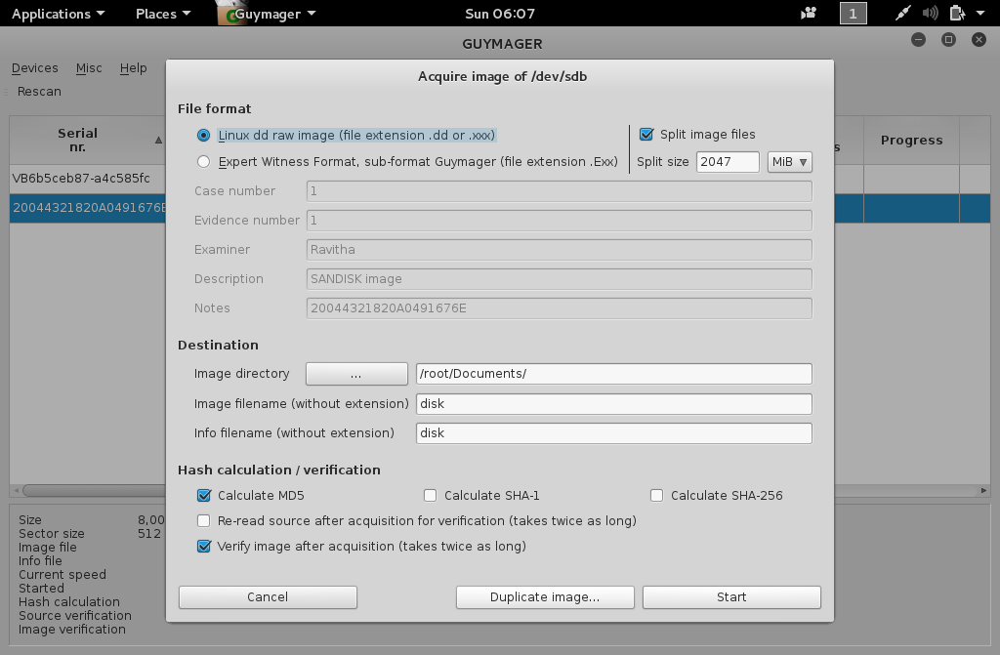 Applications Places Guymager Sun 06:07 1
GUYMAGER
Devices Misc Help
Rescan
Serial
nr.
s
Progress
VB6b5ceb87-a4c585fc
20044321820A0491676E
Acquire image of /dev/sdb
File format
Linux dd raw image (file extension .dd or .xxx)
Split image files
Expert Witness Format, sub-format Guymager (file extension .Exx)
Split size 2047 MiB
Case number 1
Evidence number 1
Examiner Ravitha
Description SANDISK image
Notes 20044321820A0491676E
Destination
Image directory ... /root/Documents/
Image filename (without extension) disk
Info filename (without extension) disk
Hash calculation / verification
Calculate MD5 Calculate SHA-1 Calculate SHA-256
Re-read source after acquisition for verification (takes twice as long)
Verify image after acquisition (takes twice as long)
Cancel Duplicate image... Start
Size 8,00
Sector size 512
Image file
Info file
Current speed
Started
Hash calculation
Source verification
Image verification